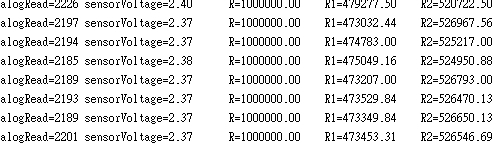 alogRead=2226 sensorVoltage=2.40 R=1000000.00 R1=479277.50 R2=520722.50
alogRead=2197 sensorVoltage=2.37 R=1000000.00 R1=473032.44 R2=526967.56
alogRead=2194 sensorVoltage=2.37 R=1000000.00 R1=474783.00 R2=525217.00
alogRead=2185 sensorVoltage=2.38 R=1000000.00 R1=475049.16 R2=524950.88
alogRead=2189 sensorVoltage=2.37 R=1000000.00 R1=473207.00 R2=526793.00
alogRead=2193 sensorVoltage=2.37 R=1000000.00 R1=473529.84 R2=526470.13
alogRead=2189 sensorVoltage=2.37 R=1000000.00 R1=473349.84 R2=526650.13
alogRead=2201 sensorVoltage=2.37 R=1000000.00 R1=473453.31 R2=526546.69